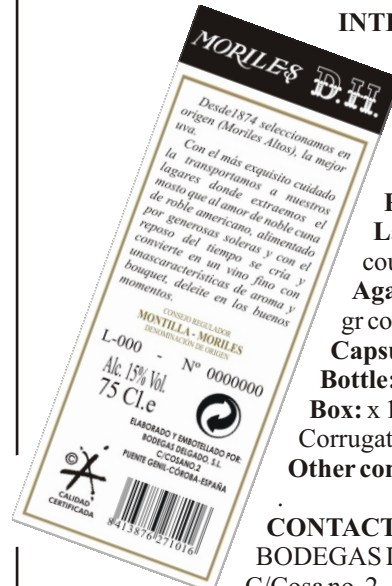 INTE
MORILES D.H.
Desde1874 seleccionamos en
origen (Moriles Altos), la mejor
uva.
Con el más exquisito cuidado
la transportamos a nuestros
lagares donde extraemos el
mosto que al amor de noble cuna
de roble americano, alimentado
por generosas soleras y con el
reposo del tiempo se cría y
convierte en un vino fino con
unascaracterísticas de aroma y
bouquet, deleite en los buenos
momentos.
CONSEJO REGULADOR
MONTILLA - MORILES
DENOMINACIÓN DE ORIGEN
L-000 - Nº 0000000
Alc. 15% Vol.
75 Cl.e
ELABORADO Y EMBOTELLADO POR:
BODEGAS DELGADO, S.L.
C/COSANO,2
PUENTE GENIL-CÓROBA-ESPAÑA
CALIDAD
CERTIFICADA
8413876271016
L
cou
Aga
gr co
Capsu
Bottle:
Box: x 1
Corrugat
Other con
.
CONTACT
BODEGAS
C/Cosano, 2